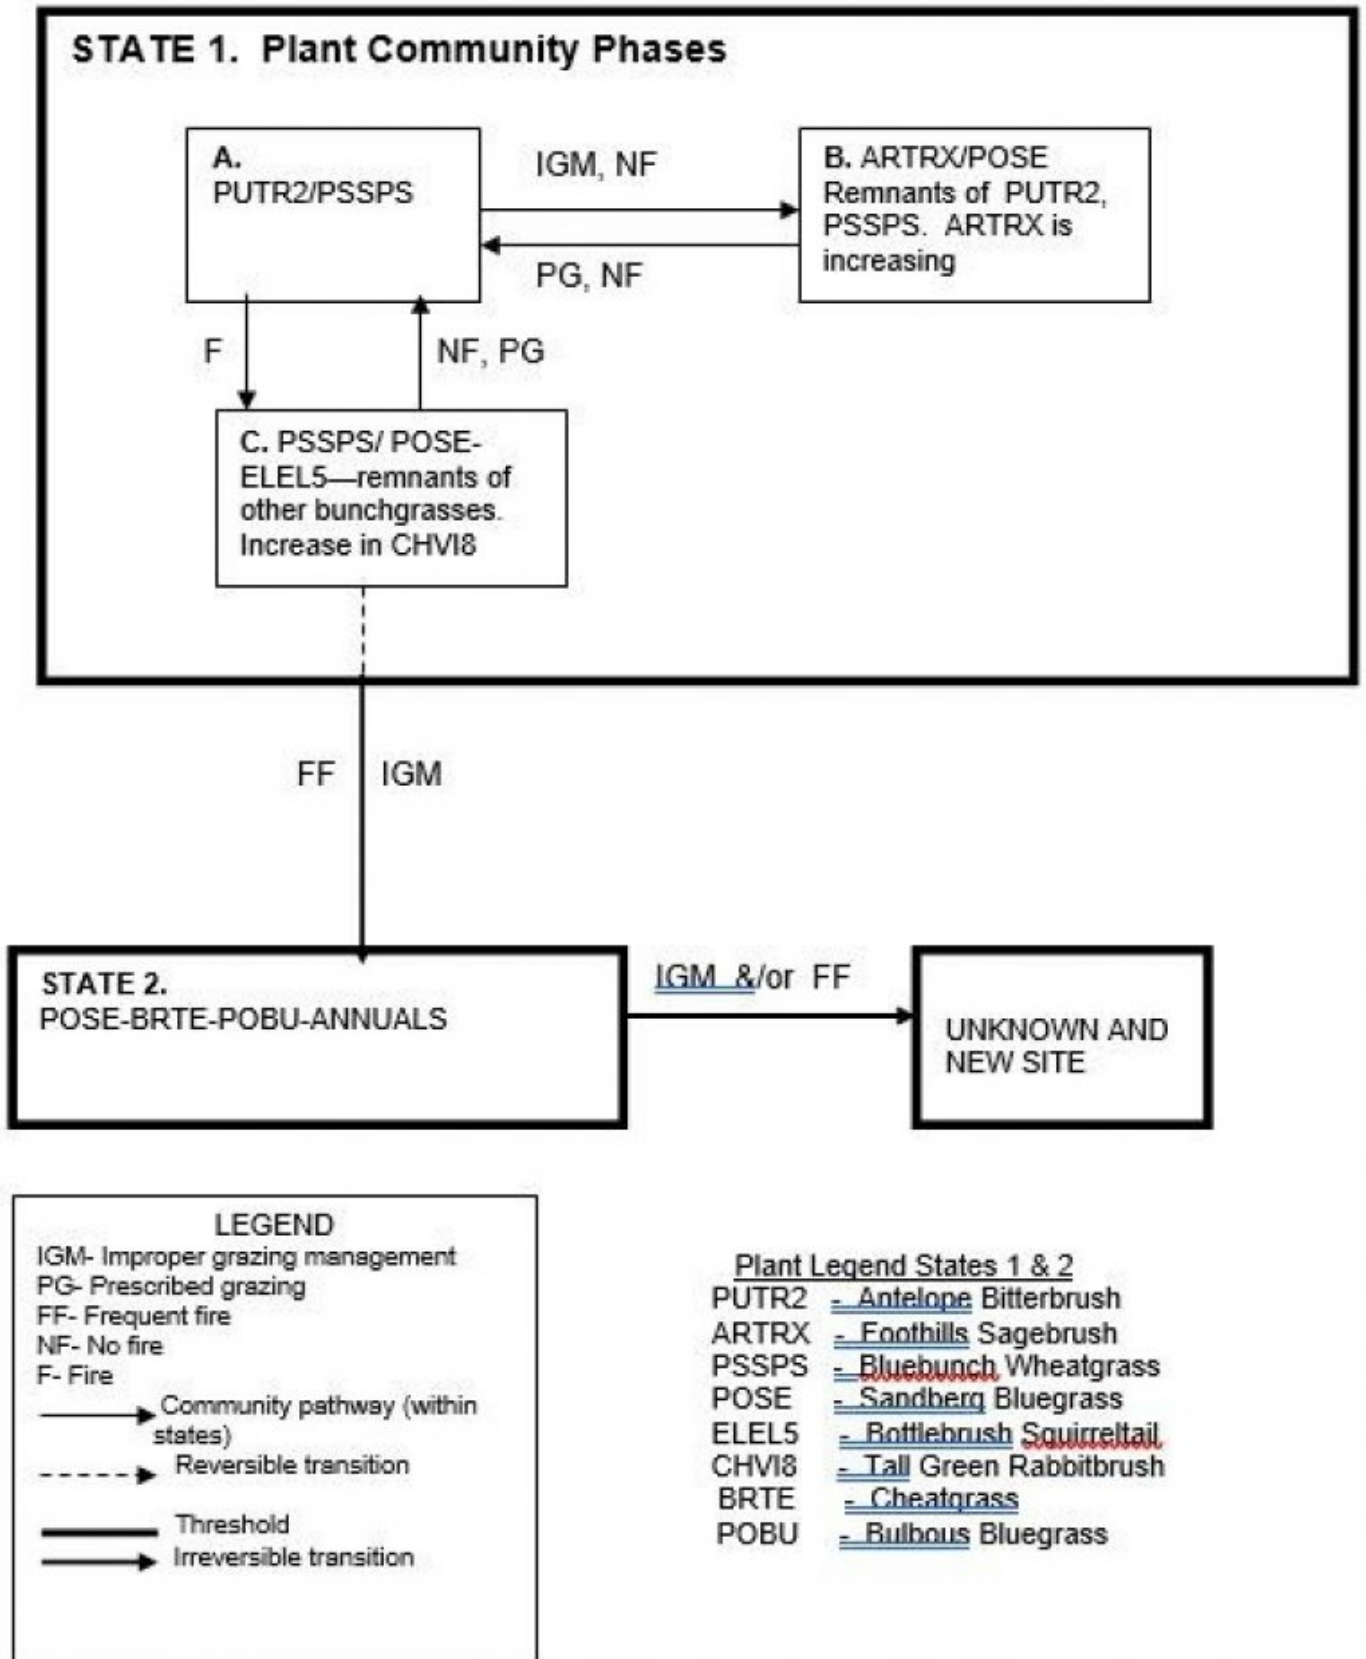 STATE 1. Plant Community Phases
A.
PUTR2/PSSPS
IGM, NF
PG, NF
B. ARTRX/POSE
Remnants of PUTR2,
PSSPS. ARTRX is
increasing
F
NF, PG
C. PSSPS/ POSE-
ELEL5—remnants of
other bunchgrasses.
Increase in CHVI8
FF
IGM
STATE 2.
POSE-BRTE-POBU-ANNUALS
IGM &/or FF
UNKNOWN AND
NEW SITE
LEGEND
IGM- Improper grazing management
PG- Prescribed grazing
FF- Frequent fire
NF- No fire
F- Fire
Community pathway (within
states)
Reversible transition
Threshold
Irreversible transition
Plant Legend States 1 & 2
PUTR2 - Antelope Bitterbrush
ARTRX - Foothills Sagebrush
PSSPS - Bluebunch Wheatgrass
POSE - Sandberg Bluegrass
ELEL5 - Bottlebrush Squirreltail
CHVI8 - Tall Green Rabbitbrush
BRTE - Cheatgrass
POBU - Bulbous Bluegrass